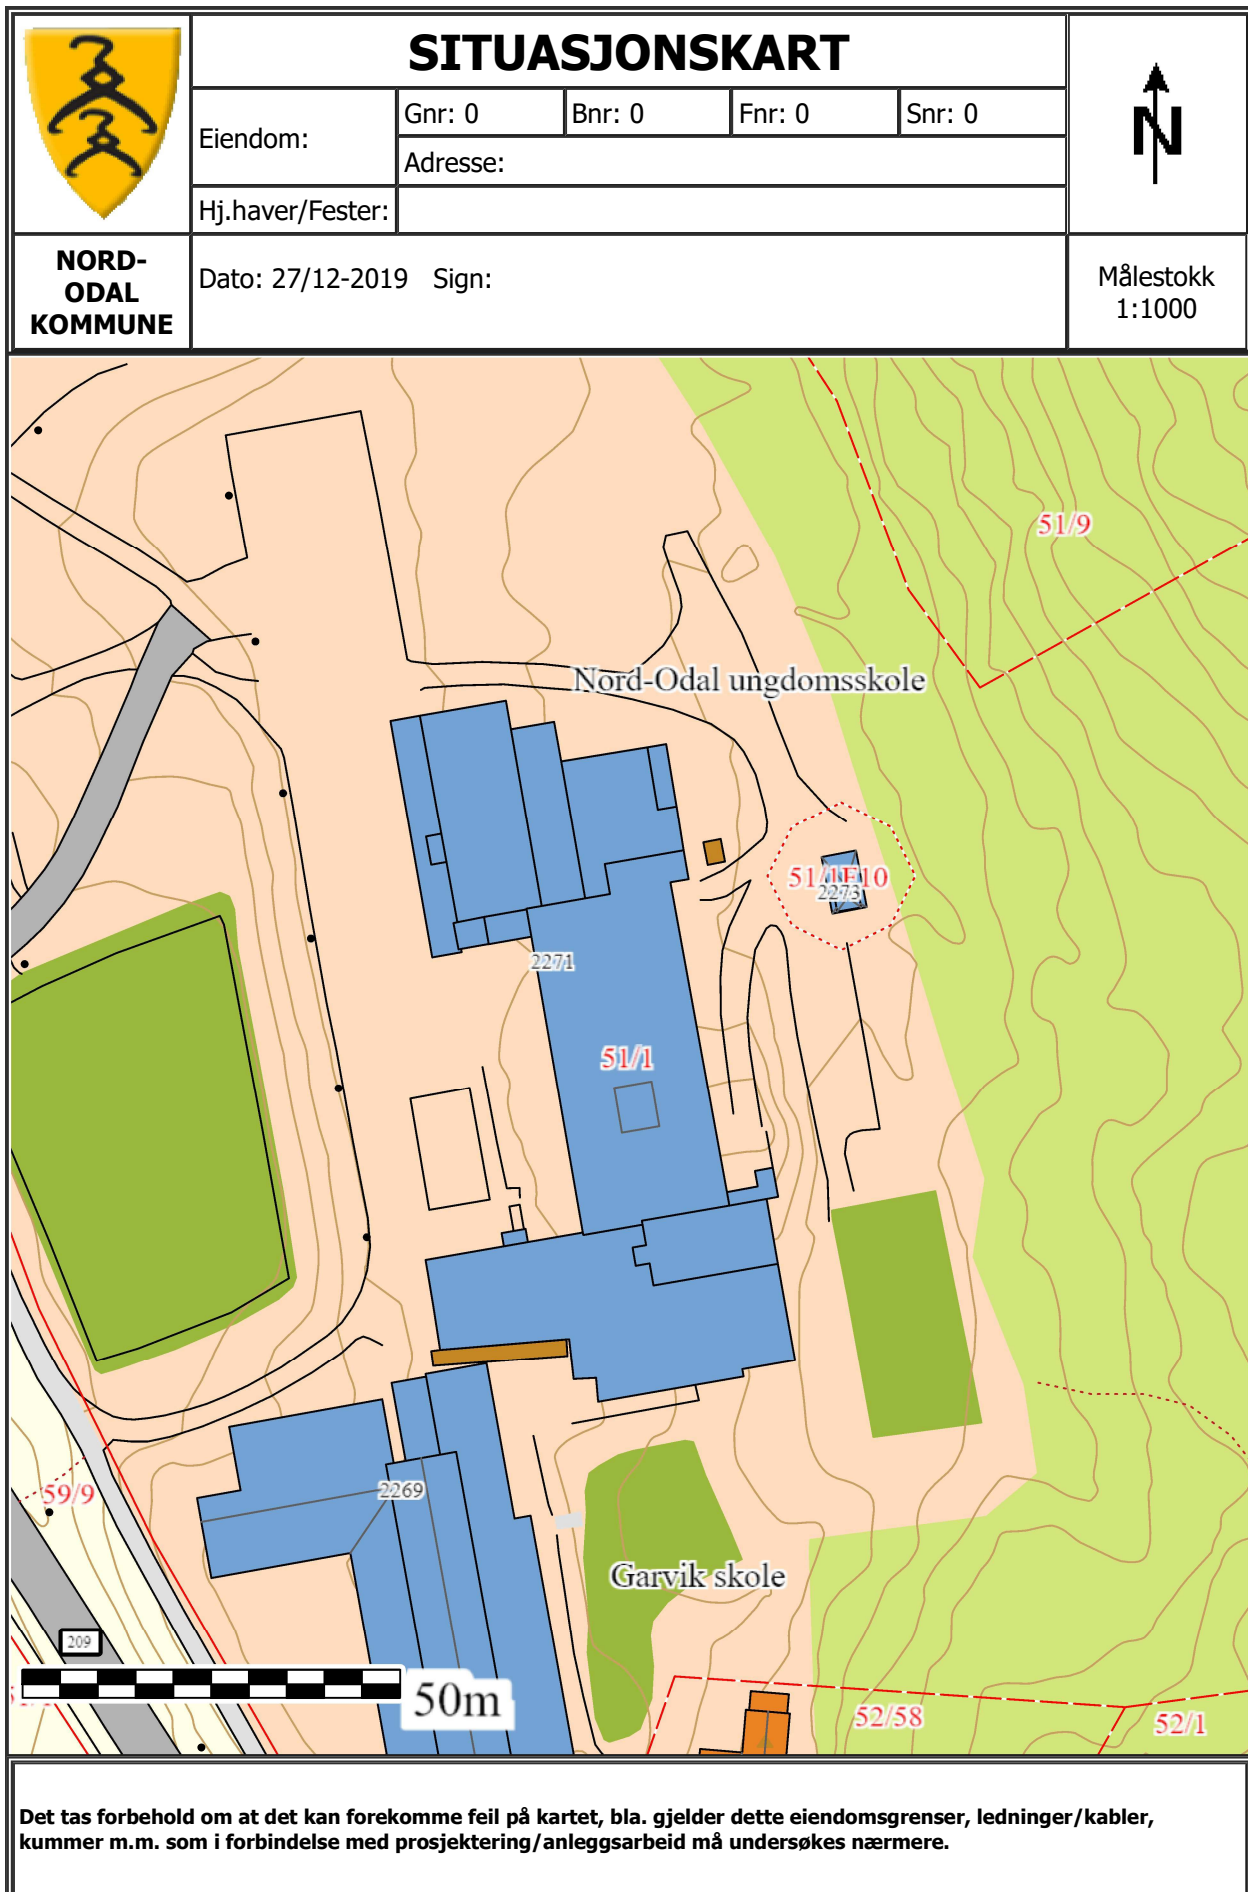 SITUASJONSKART
Eiendom:
Gnr: 0
Bnr: 0
Fnr: 0
Snr: 0
Adresse:
Hj.haver/Fester:
N
NORD-
ODAL
KOMMUNE
Dato: 27/12-2019 Sign:
Målestokk
1:1000
51/9
Nord-Odal ungdomsskole
51/1F10
2273
2271
51/1
59/9
2269
Garvik skole
209
50m
52/58
52/1
Det tas forbehold om at det kan forekomme feil på kartet, bla. gjelder dette eiendomsgrenser, ledninger/kabler,
kummer m.m. som i forbindelse med prosjektering/anleggsarbeid må undersøkes nærmere.